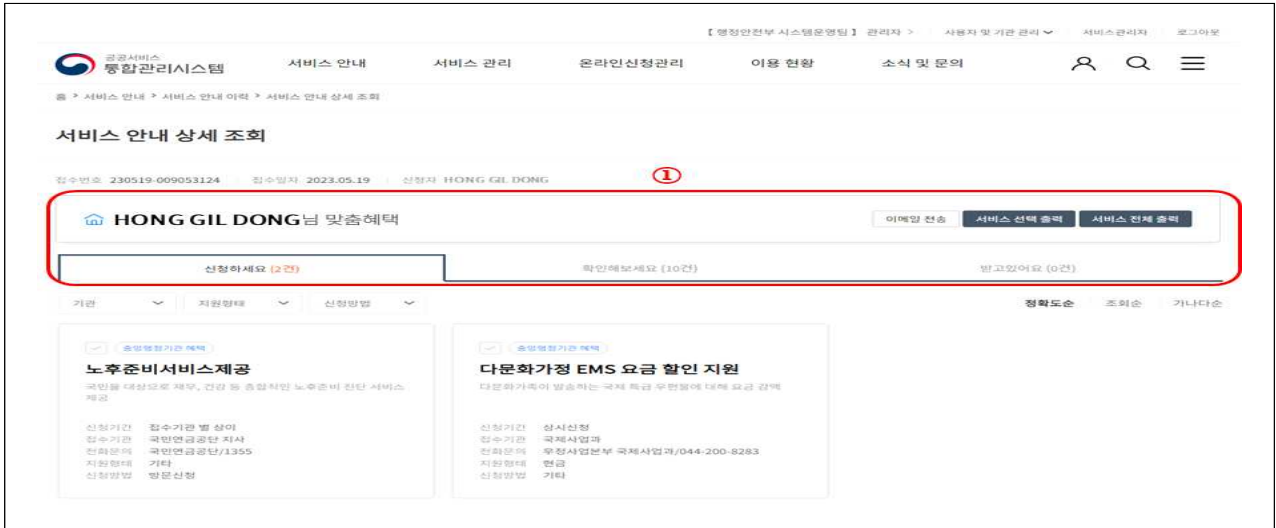 【 행정안전부 시스템운영팀 】 관리자 > 사용자 및 기관 관리 서비스관리자 로그아웃
공공서비스
통합관리시스템 서비스 안내 서비스 관리 온라인신청관리 이용 현황 소식 및 문의
홈 > 서비스 안내 > 서비스 안내 이력 > 서비스 안내 상세 조회
서비스 안내 상세 조회
접수번호 230519-009053124 접수일자 2023.05.19 신청자 HONG GIL DONG
①
HONG GIL DONG님 맞춤혜택 이메일 전송 서비스 선택 출력 서비스 전체 출력
신청하세요 (2건) 확인해보세요 (10건) 받고있어요 (0건)
기관 지원형태 신청방법 정확도순 조회순 가나다순
중앙행정기관 혜택 중앙행정기관 혜택
노후준비서비스제공 다문화가정 EMS 요금 할인 지원
국민을 대상으로 재무, 건강 등 종합적인 노후준비 진단 서비스 다문화가족이 발송하는 국제 특급 우편물에 대해 요금 감액
제공
신청기간 접수기관 별 상이 신청기간 상시신청
접수기관 국민연금공단 지사 접수기관 국제사업과
전화문의 국민연금공단/1355 전화문의 우정사업본부 국제사업과/044-200-8283
지원형태 기타 지원형태 현금
신청방법 방문신청 신청방법 기타